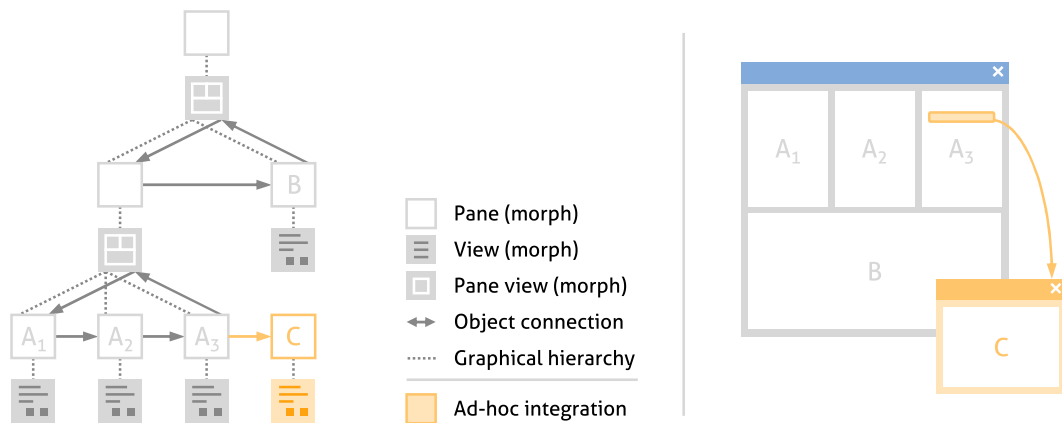 B
A1
A2
A3
C
Pane (morph)
View (morph)
Pane view (morph)
Object connection
Graphical hierarchy
Ad-hoc integration
×
A1
A2
A3
B
×
C